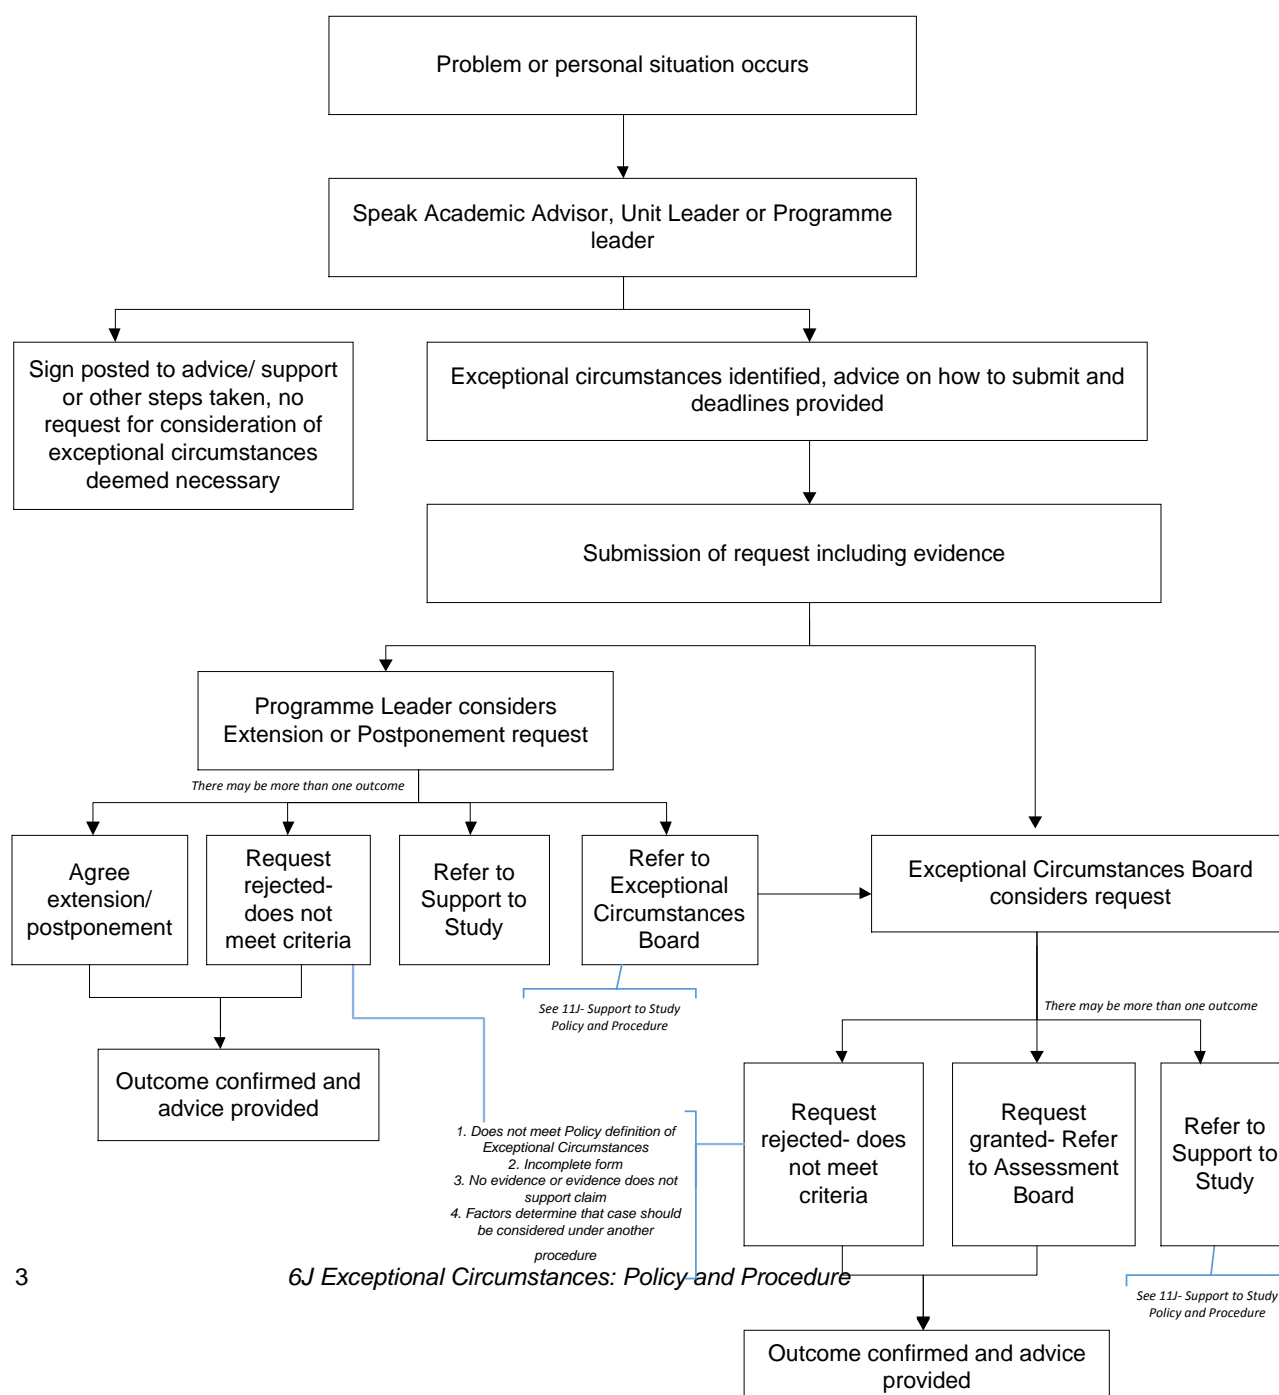 Problem or personal situation occurs
Speak Academic Advisor, Unit Leader or Programme
leader
Sign posted to advice/ support
or other steps taken, no
request for consideration of
exceptional circumstances
deemed necessary
Exceptional circumstances identified, advice on how to submit and
deadlines provided
Submission of request including evidence
Programme Leader considers
Extension or Postponement request
There may be more than one outcome
Agree
extension/
postponement
Request
rejected-
does not
meet criteria
Refer to
Support to
Study
Refer to
Exceptional
Circumstances
Board
Exceptional Circumstances Board
considers request
See 11J- Support to Study
Policy and Procedure
There may be more than one outcome
Outcome confirmed and
advice provided
1. Does not meet Policy definition of
Exceptional Circumstances
2. Incomplete form
3. No evidence or evidence does not
support claim
4. Factors determine that case should
be considered under another
procedure
Request
rejected- does
not meet
criteria
Request
granted- Refer
to Assessment
Board
Refer to
Support to
Study
See 11J- Support to Study
Policy and Procedure
Outcome confirmed and advice
provided
3
6J Exceptional Circumstances: Policy and Procedure